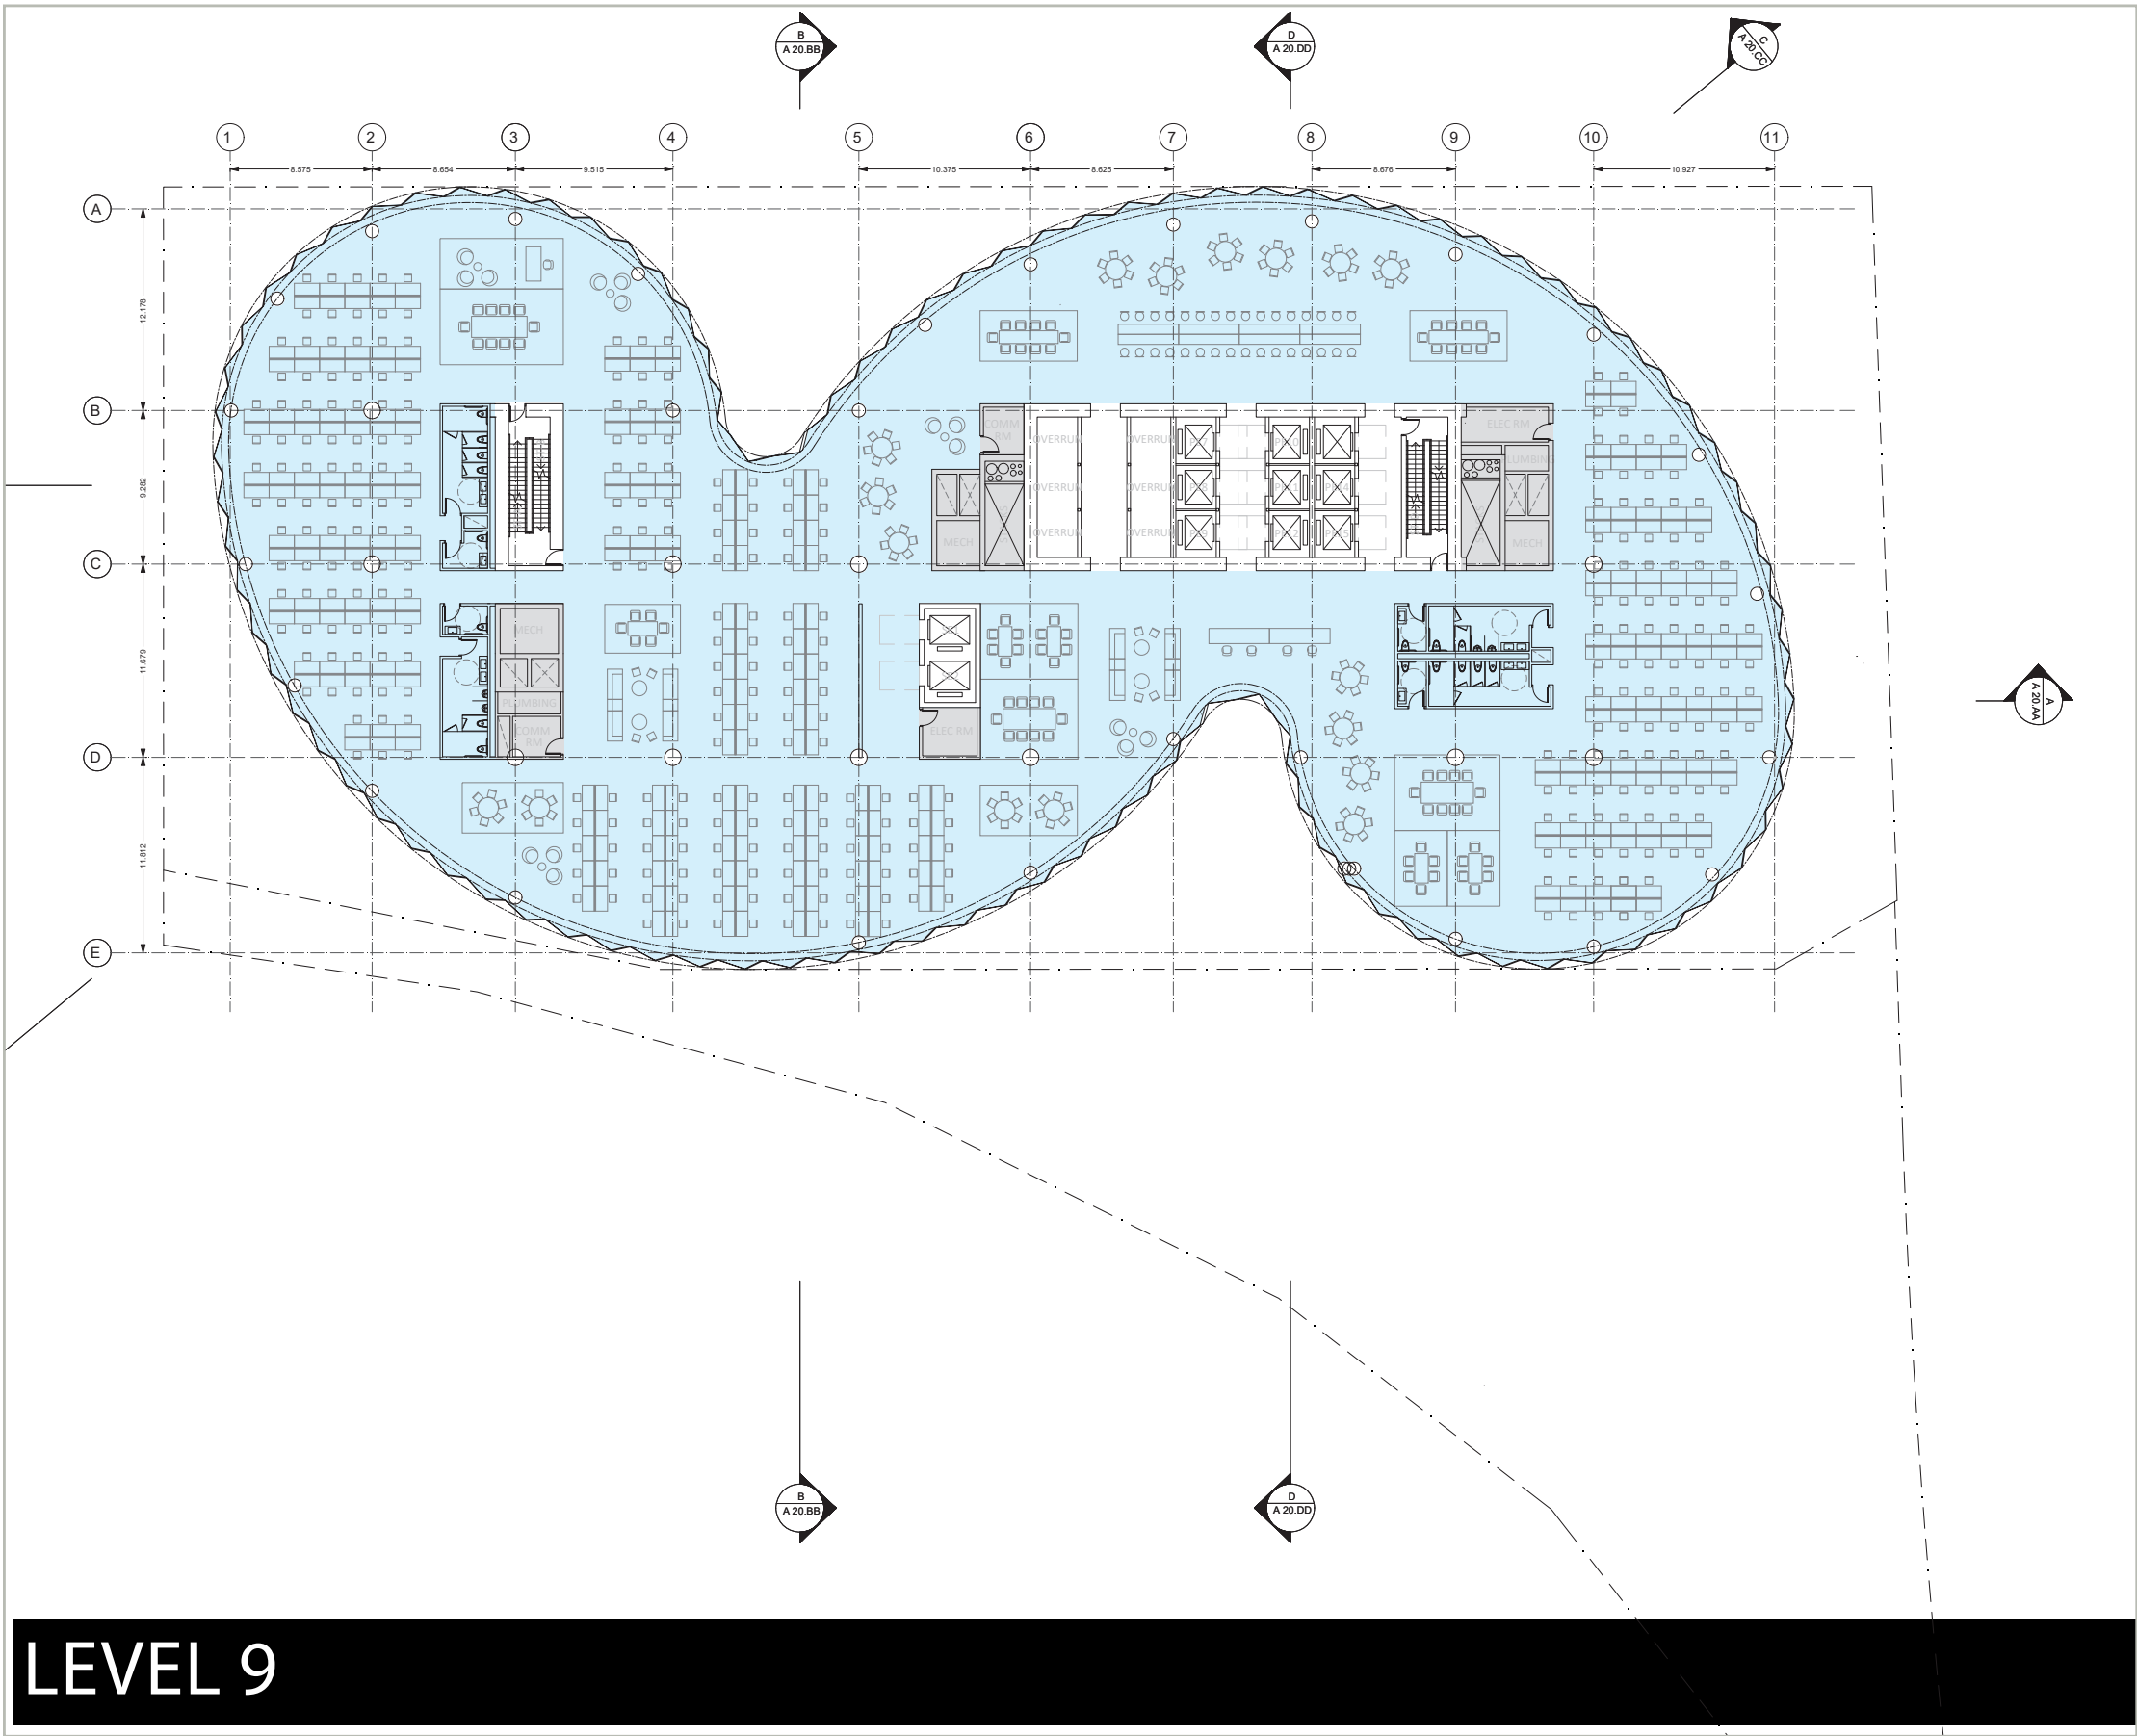 B
A 20.BB
D
A 20.DD
C
A 20.CC
1
2
3
4
5
6
7
8
9
10
11
8.575
8.654
9.515
10.375
8.625
8.676
10.927
A
B
C
D
E
12.178
9.282
11.679
11.812
COMM
RM
OVERRUN
OVERRUN
ELEC RM
PLUMBING
OVERRUN
OVERRUN
OVERRUN
OVERRUN
MECH
MECH
MECH
PLUMBING
COMM
RM
ELEC RM
A
A 20.AA
B
A 20.BB
D
A 20.DD
LEVEL 9